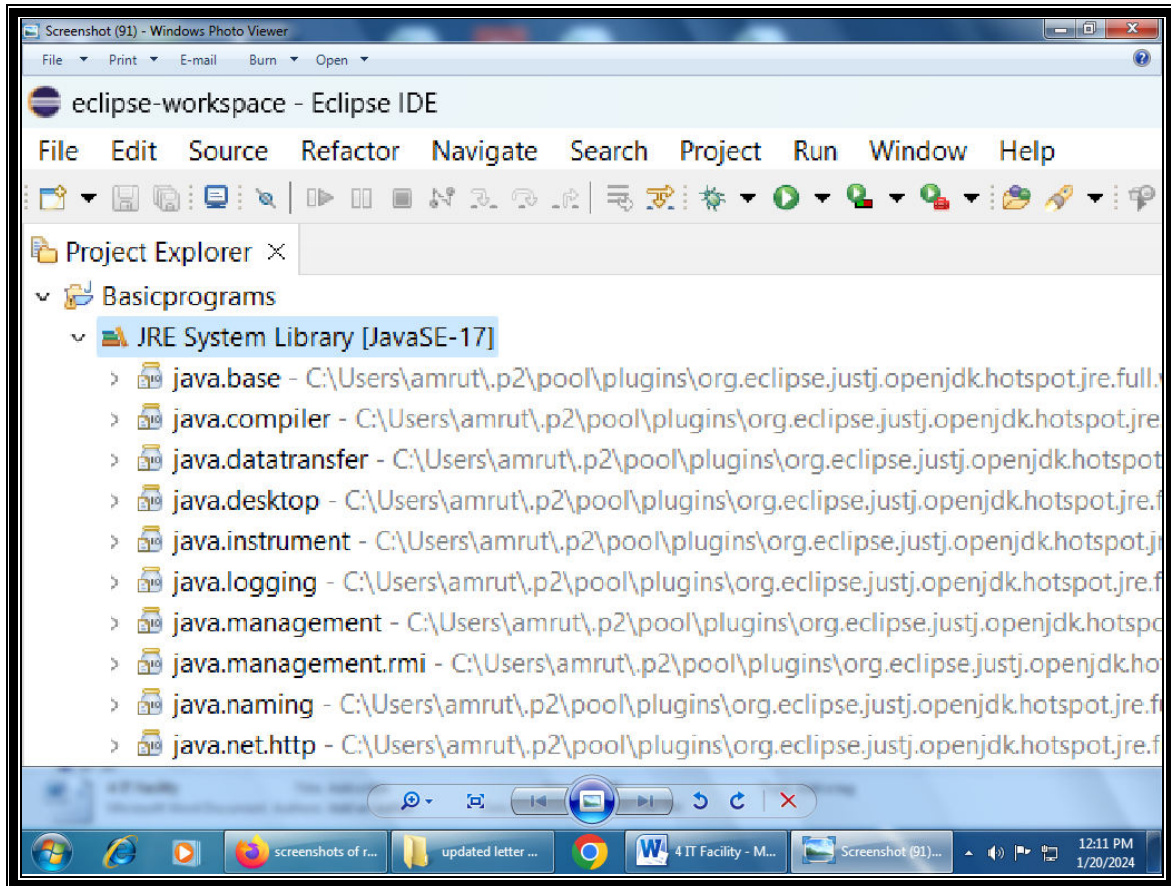 Screenshot (91) - Windows Photo Viewer
File Print E-mail Burn Open
eclipse-workspace - Eclipse IDE
File Edit Source Refactor Navigate Search Project Run Window Help
Project Explorer
Basicprograms
JRE System Library [JavaSE-17]
java.base - C:\Users\amrut\.p2\pool\plugins\org.eclipse.justj.openjdk.hotspot.jre.full.
java.compiler - C:\Users\amrut\.p2\pool\plugins\org.eclipse.justj.openjdk.hotspot.jre
java.datatransfer - C:\Users\amrut\.p2\pool\plugins\org.eclipse.justj.openjdk.hotspot
java.desktop - C:\Users\amrut\.p2\pool\plugins\org.eclipse.justj.openjdk.hotspot.jre.f
java.instrument - C:\Users\amrut\.p2\pool\plugins\org.eclipse.justj.openjdk.hotspot.jr
java.logging - C:\Users\amrut\.p2\pool\plugins\org.eclipse.justj.openjdk.hotspot.jre.f
java.management - C:\Users\amrut\.p2\pool\plugins\org.eclipse.justj.openjdk.hotspo
java.management.rmi - C:\Users\amrut\.p2\pool\plugins\org.eclipse.justj.openjdk.ho
java.naming - C:\Users\amrut\.p2\pool\plugins\org.eclipse.justj.openjdk.hotspot.jre.f
java.net.http - C:\Users\amrut\.p2\pool\plugins\org.eclipse.justj.openjdk.hotspot.jre.f
screenshots of r... updated letter ... 4 IT Facility - M... Screenshot (91)... 12:11 PM
1/20/2024